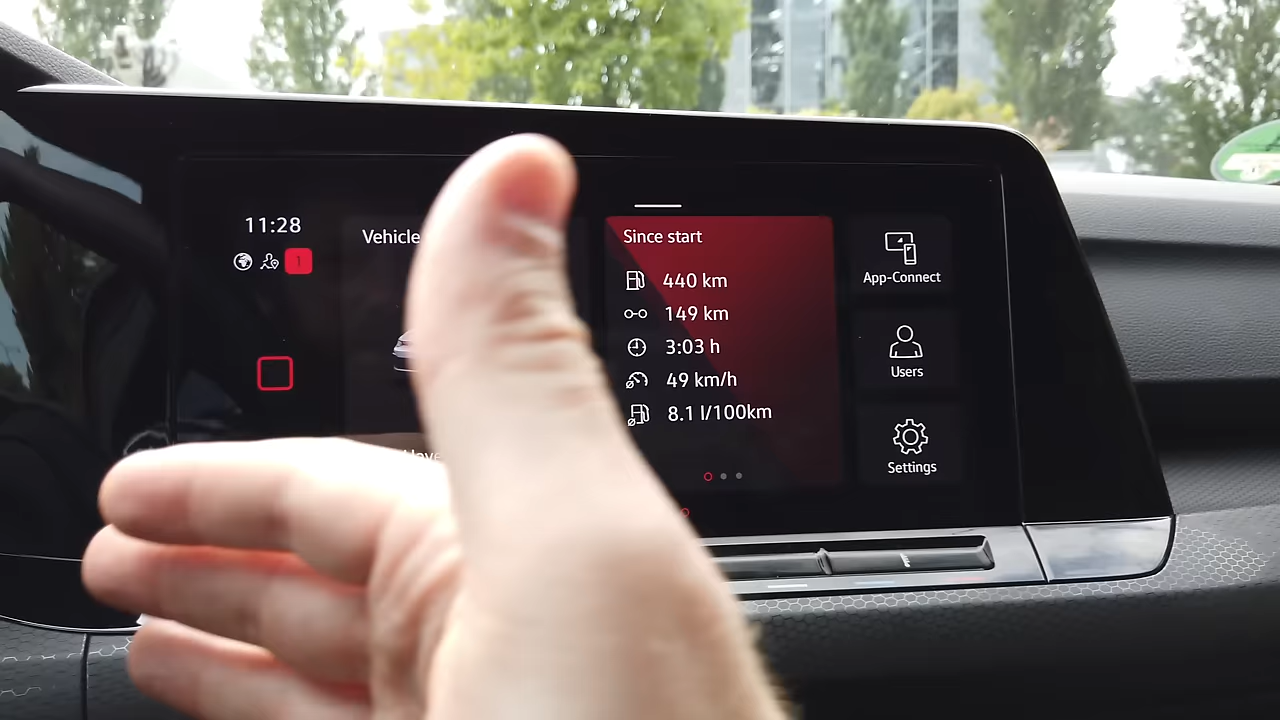 11:28
1
Vehicle
Since start
440 km
149 km
3:03 h
49 km/h
8.1 l/100km
App-Connect
Users
Settings